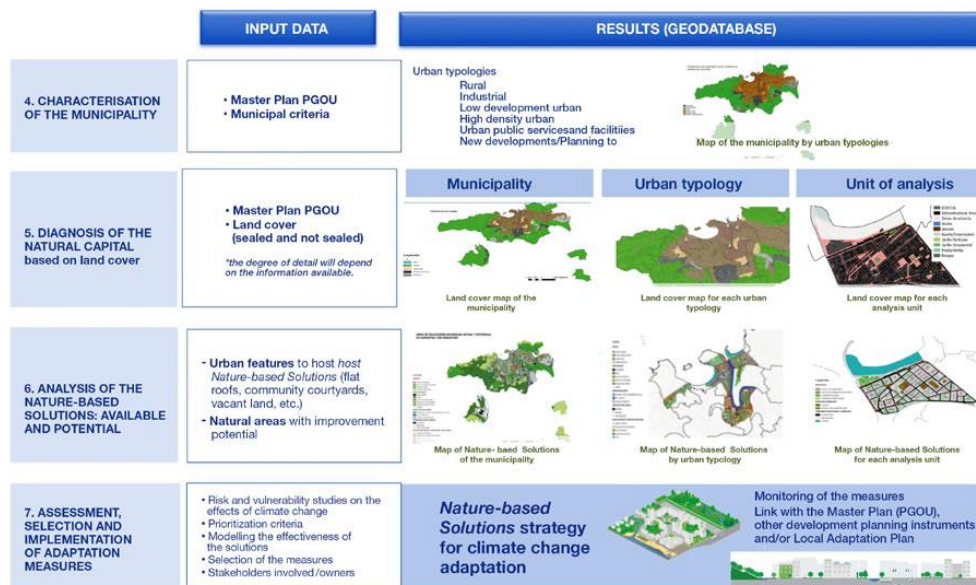 INPUT DATA
RESULTS (GEODATABASE)
4. CHARACTERISATION
OF THE MUNICIPALITY
• Master Plan PGOU
• Municipal criteria
Urban typologies
Rural
Industrial
Low development urban
High density urban
Urban public servicesand facilitiies
New developments/Planning to
Map of the municipality by urban typologies
5. DIAGNOSIS OF THE
NATURAL CAPITAL
based on land cover
• Master Plan PGOU
• Land cover
(sealed and not sealed)
*the degree of detail will depend
on the information available.
Municipality
Urban typology
Unit of analysis
Land cover map of the
municipality
Land cover map for each urban
typology
Land cover map for each
analysis unit
6. ANALYSIS OF THE
NATURE-BASED
SOLUTIONS: AVAILABLE
AND POTENTIAL
- Urban features to host host
Nature-based Solutions (flat
roofs, community courtyards,
vacant land, etc.)
- Natural areas with improvement
potential
Map of Nature- baed Solutions
of the municipality
Map of Nature-based Solutions
by urban typology
Map of Nature-based Solutions
for each analysis unit
7. ASSESSMENT,
SELECTION AND
IMPLEMENTATION
OF ADAPTATION
MEASURES
• Risk and vulnerability studies on the
effects of climate change
• Prioritization criteria
• Modelling the effectiveness of
the solutions
• Selection of the measures
• Stakeholders involved/owners
Nature-based
Solutions strategy
for climate change
adaptation
Monitoring of the measures
Link with the Master Plan (PGOU),
other development planning instruments
and/or Local Adaptation Plan